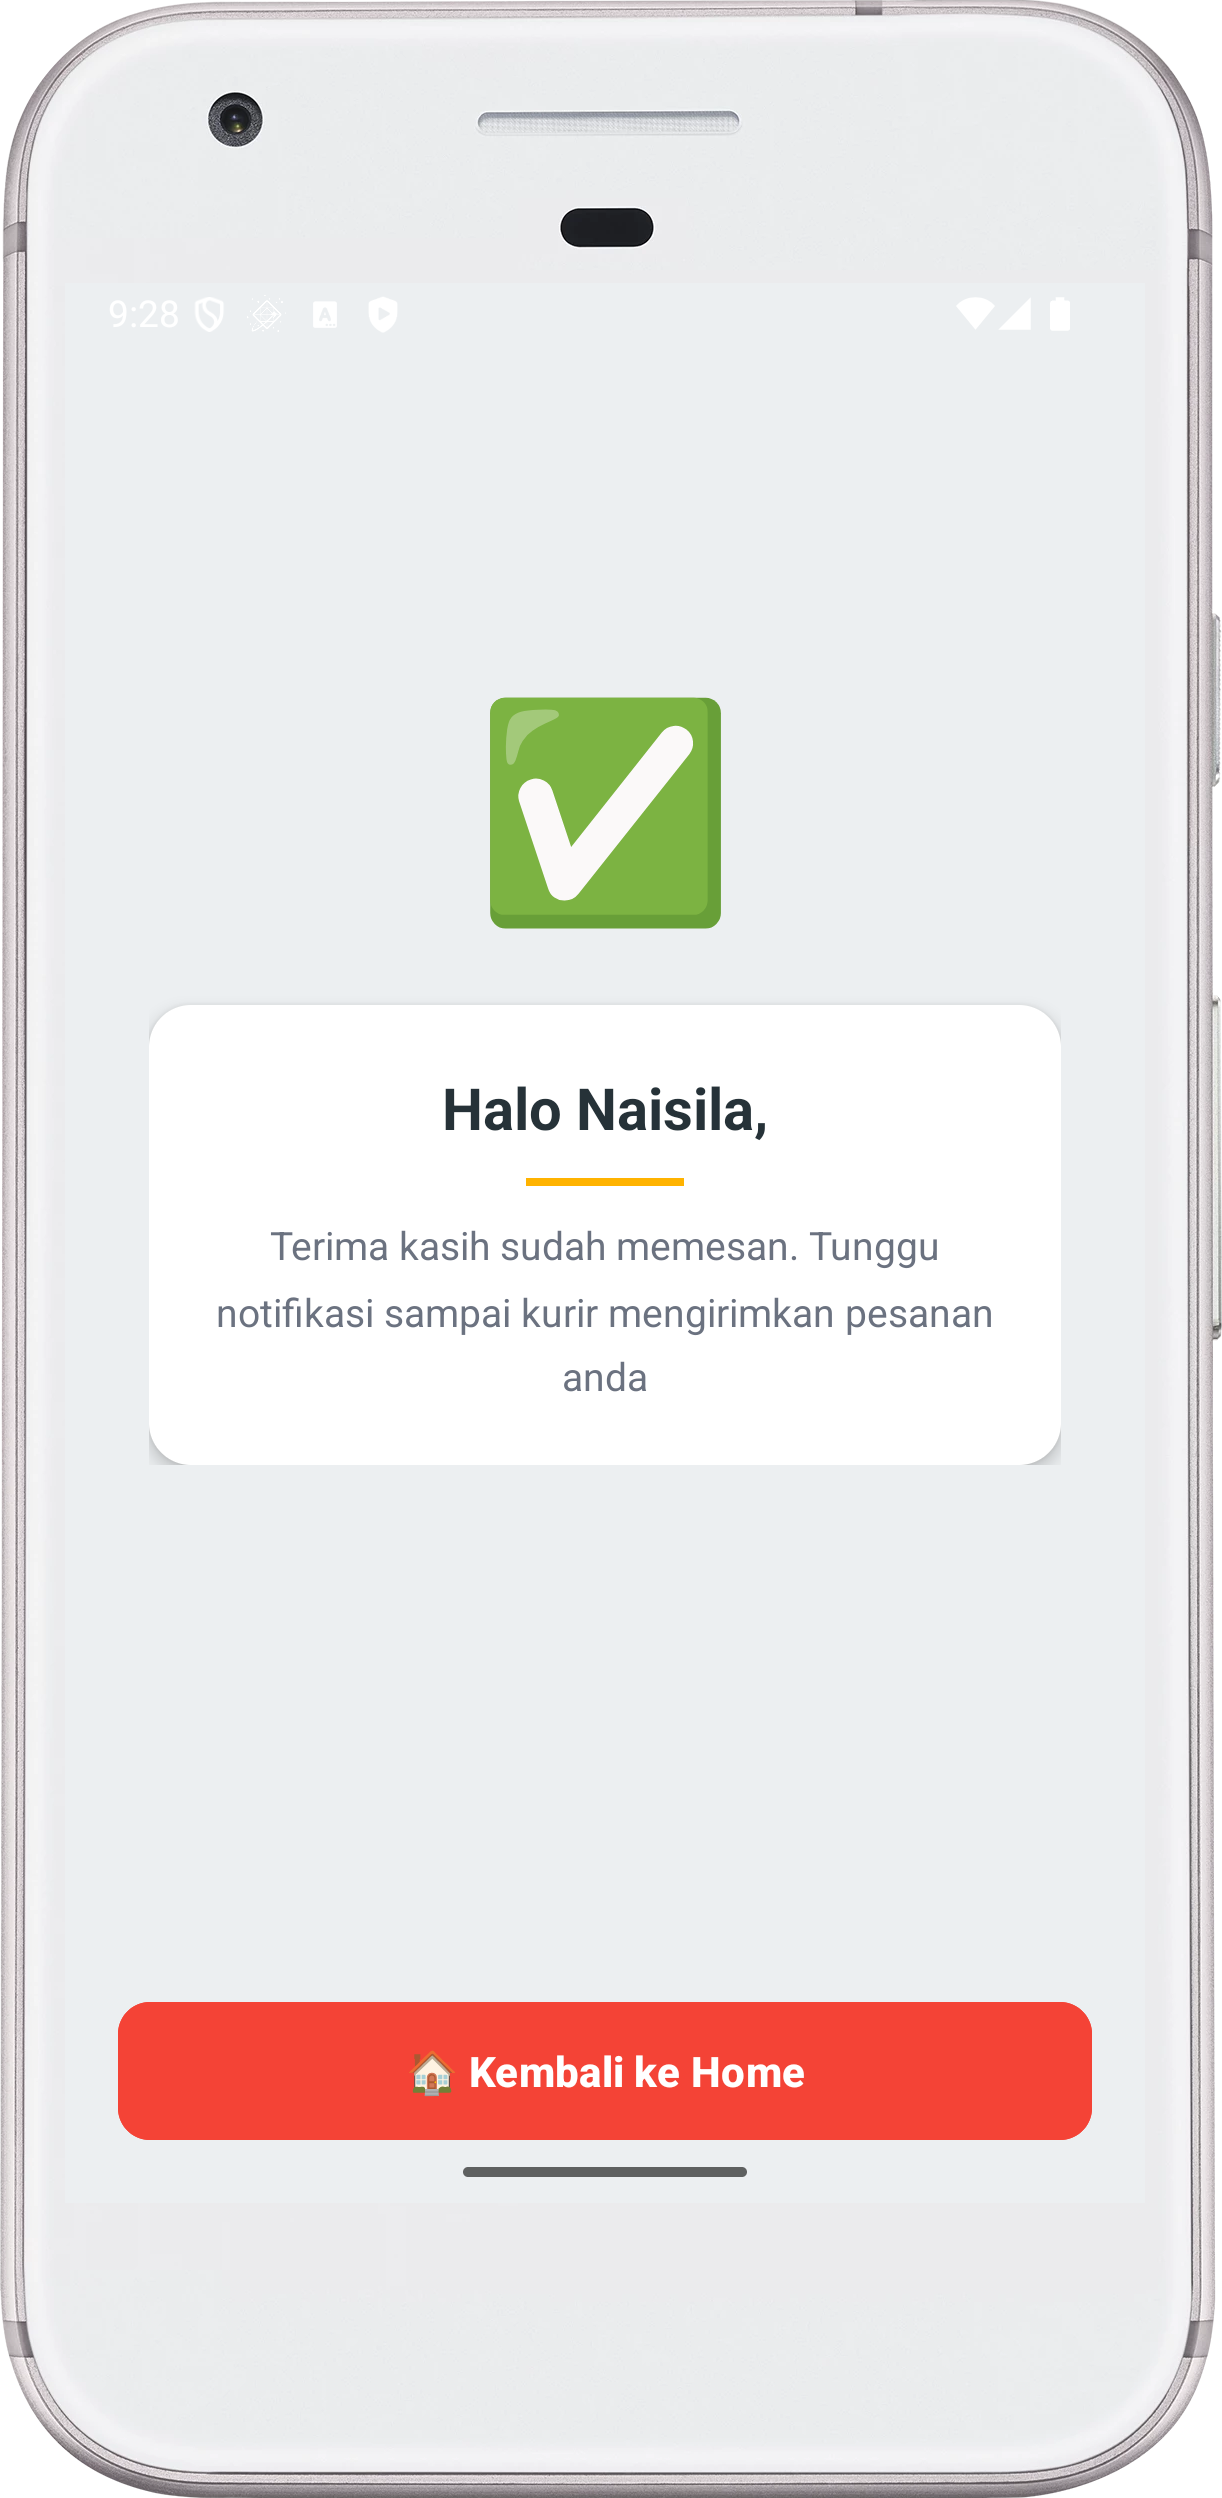 9:28
Halo Naisila,
Terima kasih sudah memesan. Tunggu
notifikasi sampai kurir mengirimkan pesanan
anda
Kembali ke Home